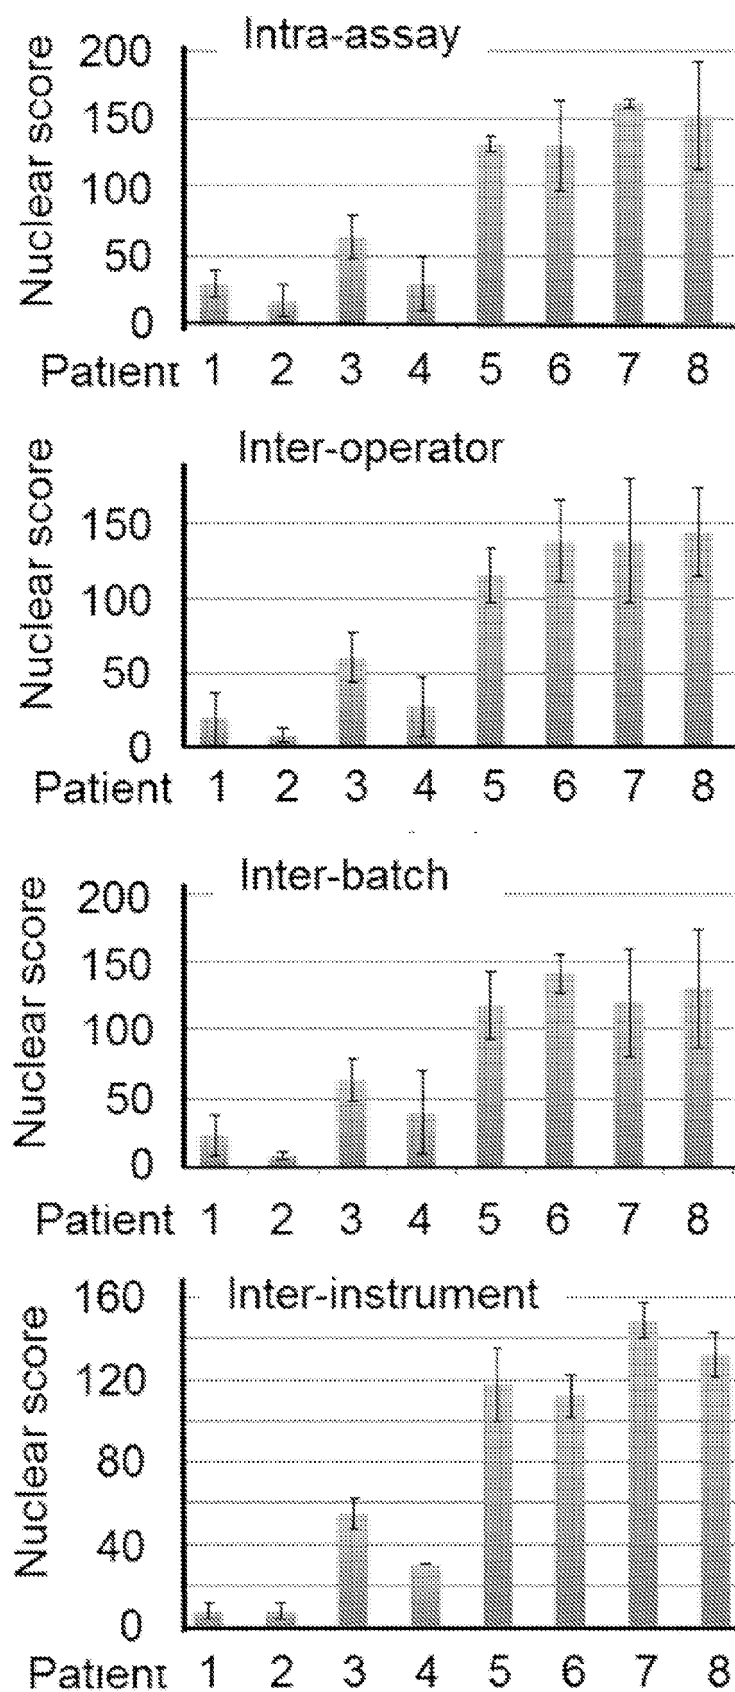 Intra-assay
Nuclear score
200
150
100
50
0
Patient 1 2 3 4 5 6 7 8
Inter-operator
Nuclear score
150
100
50
0
Patient 1 2 3 4 5 6 7 8
Inter-batch
Nuclear score
200
150
100
50
0
Patient 1 2 3 4 5 6 7 8
Inter-instrument
Nuclear score
160
120
80
40
0
Patient 1 2 3 4 5 6 7 8